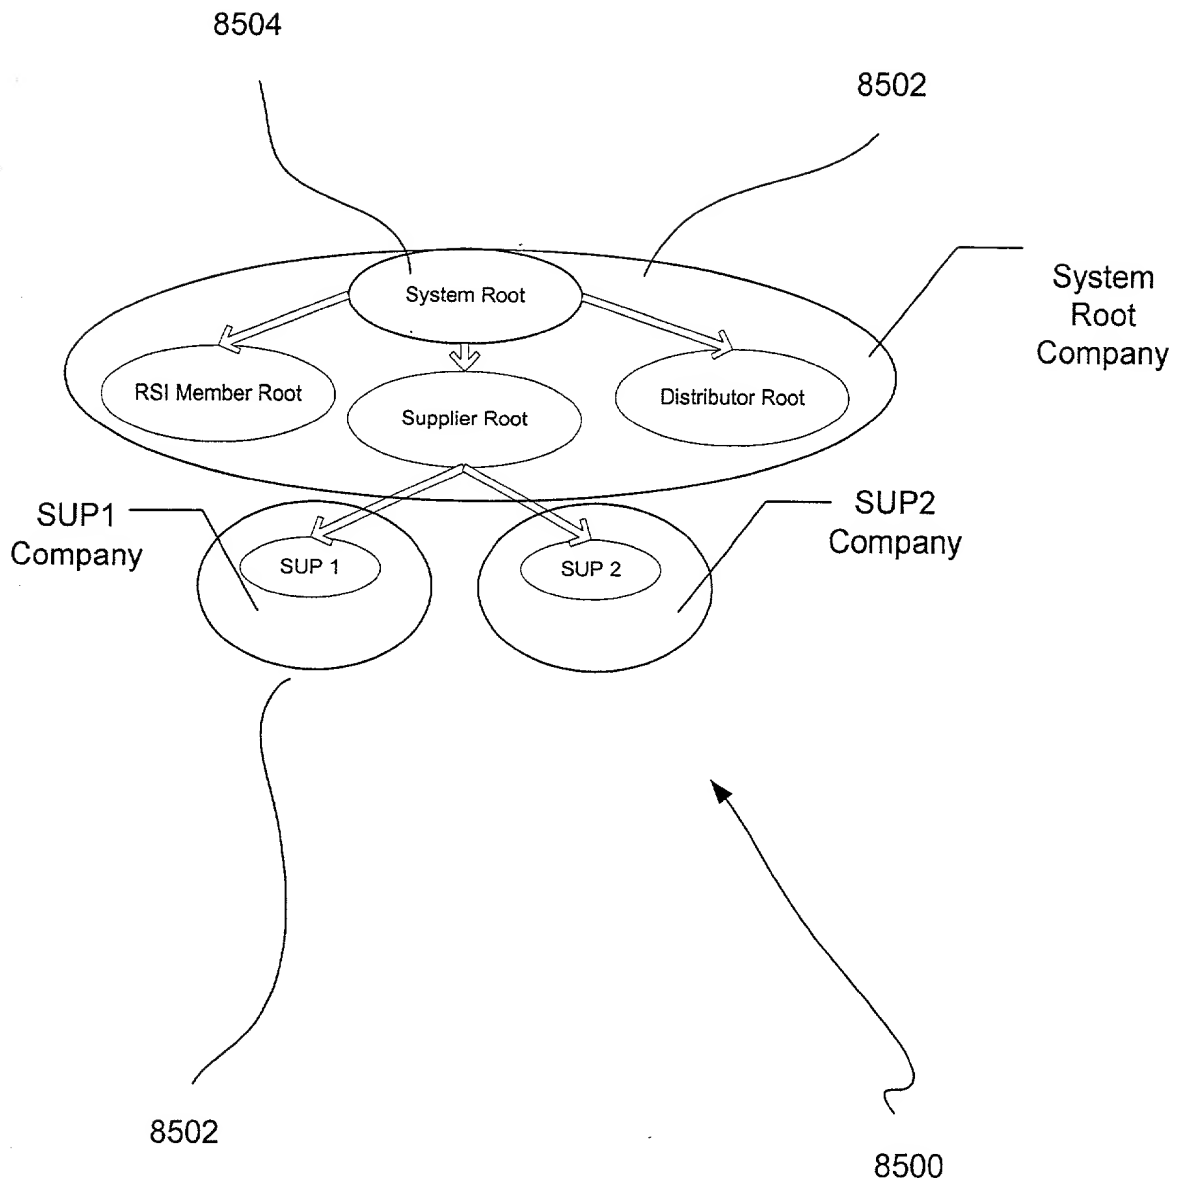 8504
8502
System Root
System
Root
Company
RSI Member Root
Supplier Root
Distributor Root
SUP1
Company
SUP2
Company
SUP 1
SUP 2
8502
8500